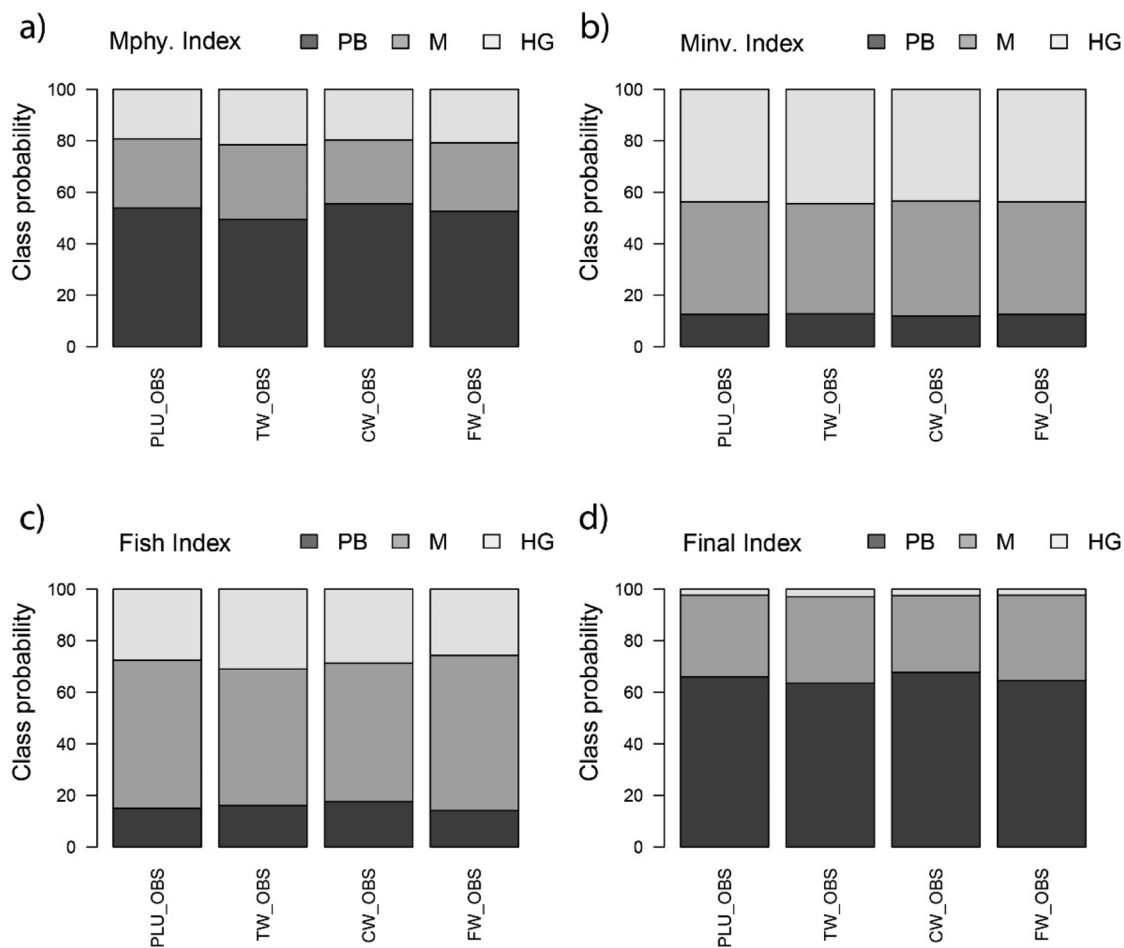 a)
Mphy. Index PB M HG
Class probability
100
80
60
40
20
0
PLU_OBS
TW_OBS
CW_OBS
FW_OBS
b)
Minv. Index PB M HG
Class probability
100
80
60
40
20
0
PLU_OBS
TW_OBS
CW_OBS
FW_OBS
c)
Fish Index PB M HG
Class probability
100
80
60
40
20
0
PLU_OBS
TW_OBS
CW_OBS
FW_OBS
d)
Final Index PB M HG
Class probability
100
80
60
40
20
0
PLU_OBS
TW_OBS
CW_OBS
FW_OBS